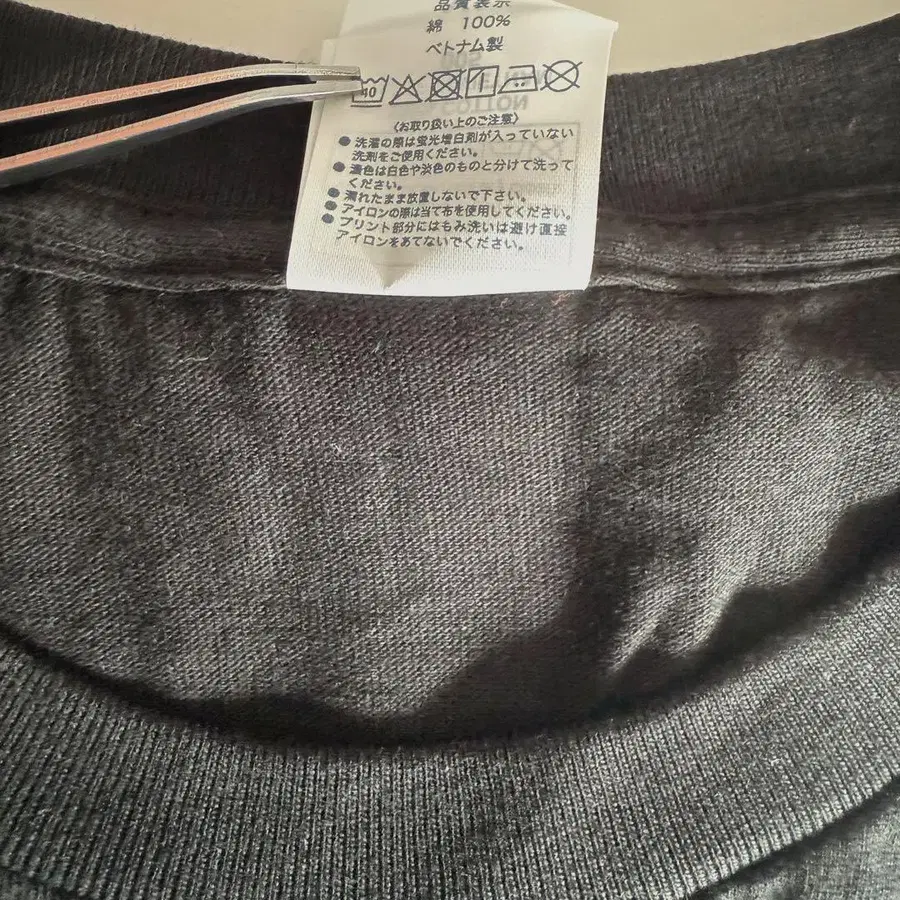 品質表示
綿 100%
ベトナム製
40
〈お取り扱い上のご注意〉
● 洗濯の際は蛍光増白剤が入っていない
洗剤をご使用ください。
● 濃色は白色や淡色のものと分けて洗って
ください。
● 濡れたまま放置しないで下さい。
● アイロンの際は当て布を使用してください。
● プリント部分にはもみ洗いは避け直接
アイロンをあてないでください。